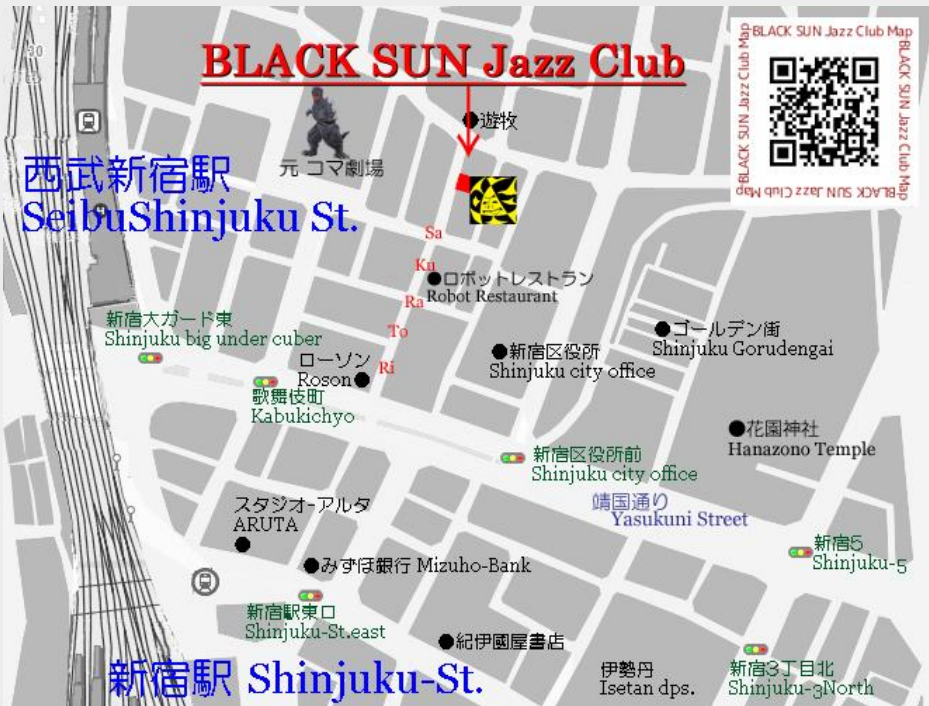 BLACK SUN Jazz Club
BLACK SUN Jazz Club Map
BLACK SUN Jazz Club Map
BLACK SUN Jazz Club Map
BLACK SUN Jazz Club Map
遊牧
元 コマ劇場
西武新宿駅
SeibuShinjuku St.
Sa
Ku
Ra
To
Ri
ロボットレストラン
Robot Restaurant
新宿大ガード東
Shinjuku big under cuber
ローソン
Roson
新宿区役所
Shinjuku city office
ゴールデン街
Shinjuku Gorudengai
歌舞伎町
Kabukichyo
花園神社
Hanazono Temple
新宿区役所前
Shinjuku city office
靖国通り
Yasukuni Street
スタジオ-アルタ
ARUTA
新宿5
Shinjuku-5
みずほ銀行 Mizuho-Bank
新宿駅東口
Shinjuku-St.east
紀伊國屋書店
伊勢丹
Isetan dps.
新宿3丁目北
Shinjuku-3North
新宿駅 Shinjuku-St.